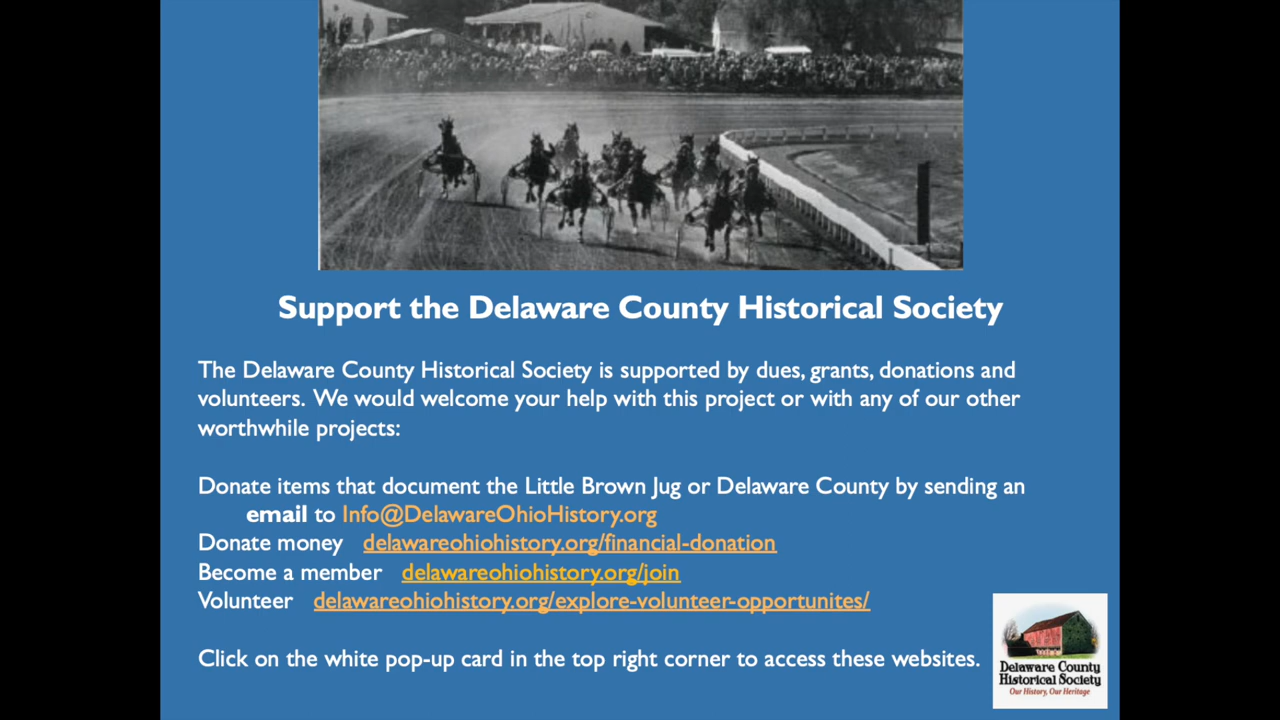 Support the Delaware County Historical Society
The Delaware County Historical Society is supported by dues, grants, donations and
volunteers. We would welcome your help with this project or with any of our other
worthwhile projects:
Donate items that document the Little Brown Jug or Delaware County by sending an
email to Info@DelawareOhioHistory.org
Donate money delawareohiohistory.org/financial-donation
Become a member delawareohiohistory.org/join
Volunteer delawareohiohistory.org/explore-volunteer-opportunites/
Click on the white pop-up card in the top right corner to access these websites.
Delaware County
Historical Society
Our History, Our Heritage